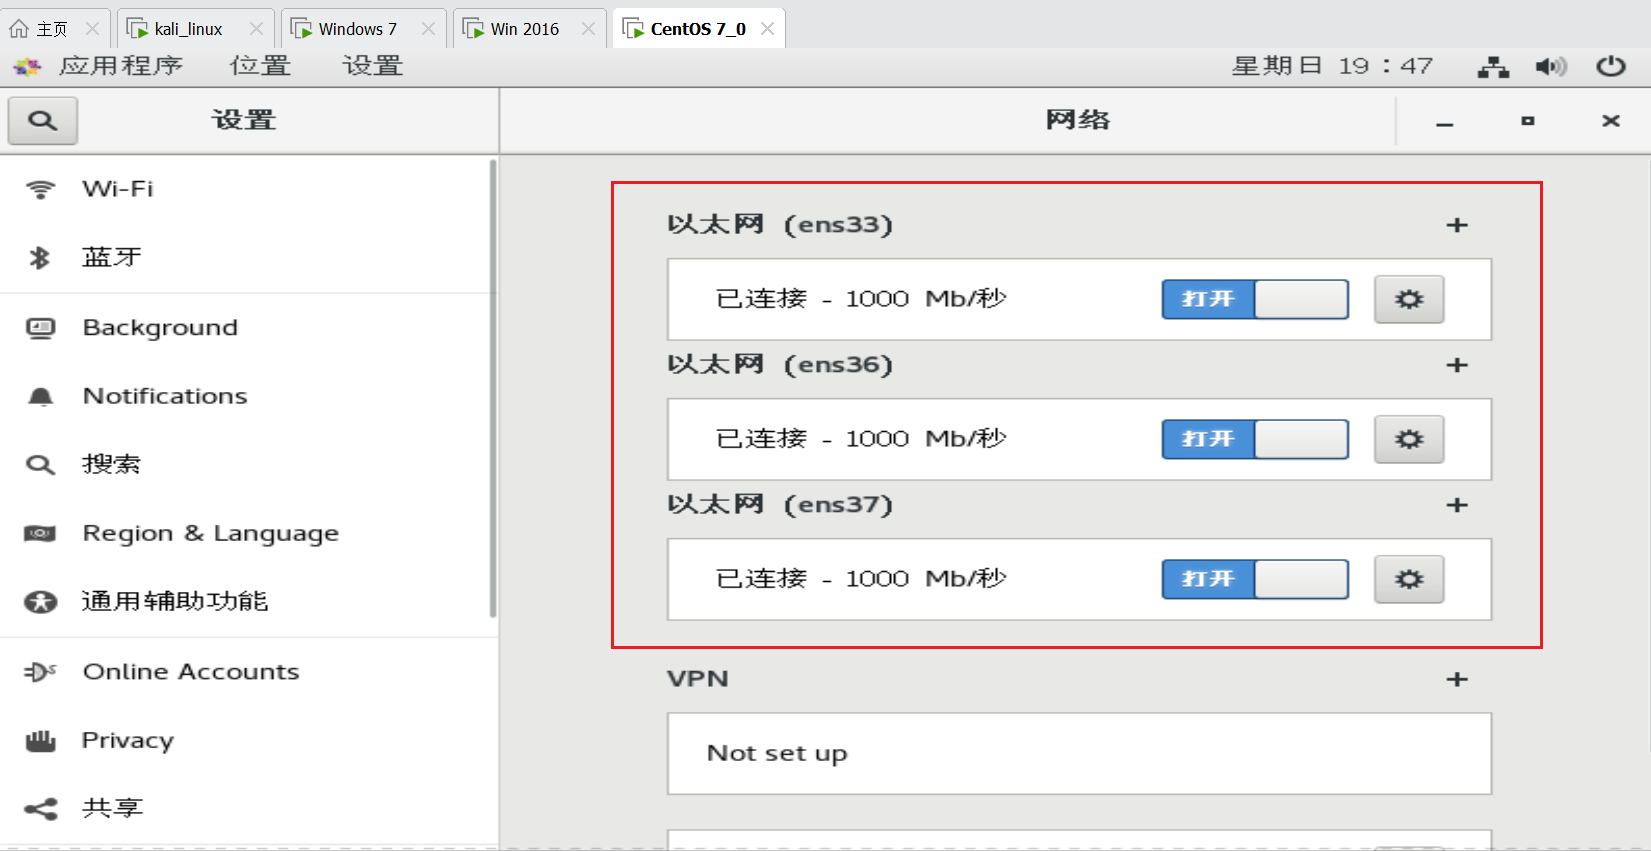 主页 kali_linux Windows 7 Win 2016 CentOS 7_0
应用程序 位置 设置 星期日 19：47
设置 网络
Wi-Fi
蓝牙
Background
Notifications
搜索
Region & Language
通用辅助功能
Online Accounts
Privacy
共享
以太网 (ens33)
已连接 - 1000 Mb/秒 打开
以太网 (ens36)
已连接 - 1000 Mb/秒 打开
以太网 (ens37)
已连接 - 1000 Mb/秒 打开
VPN
Not set up